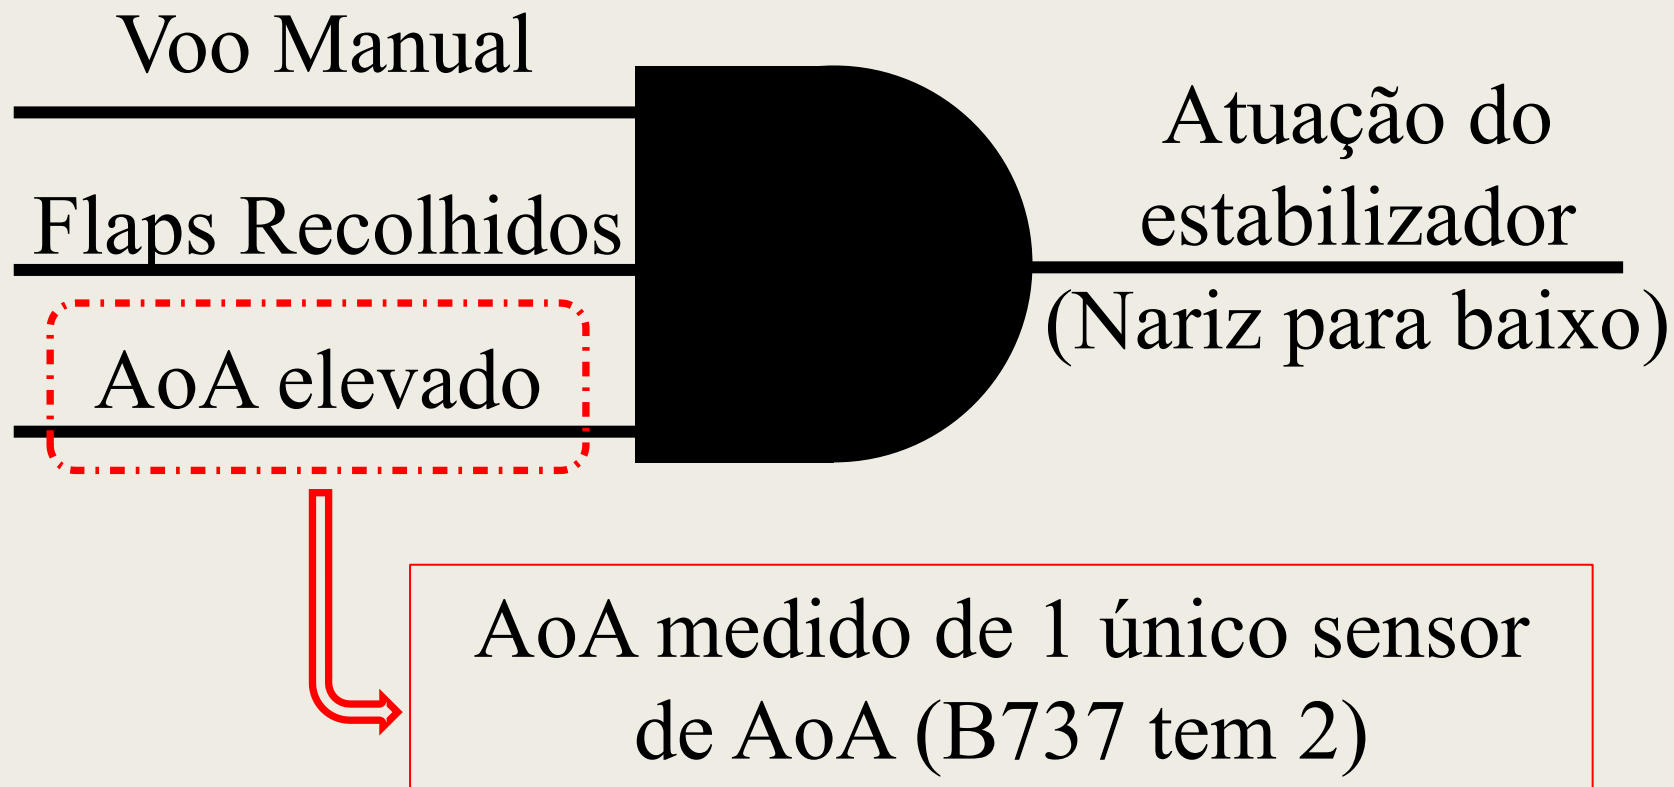 Voo Manual
Flaps Recolhidos
AoA elevado
Atuação do
estabilizador
(Nariz para baixo)
AoA medido de 1 único sensor
de AoA (B737 tem 2)